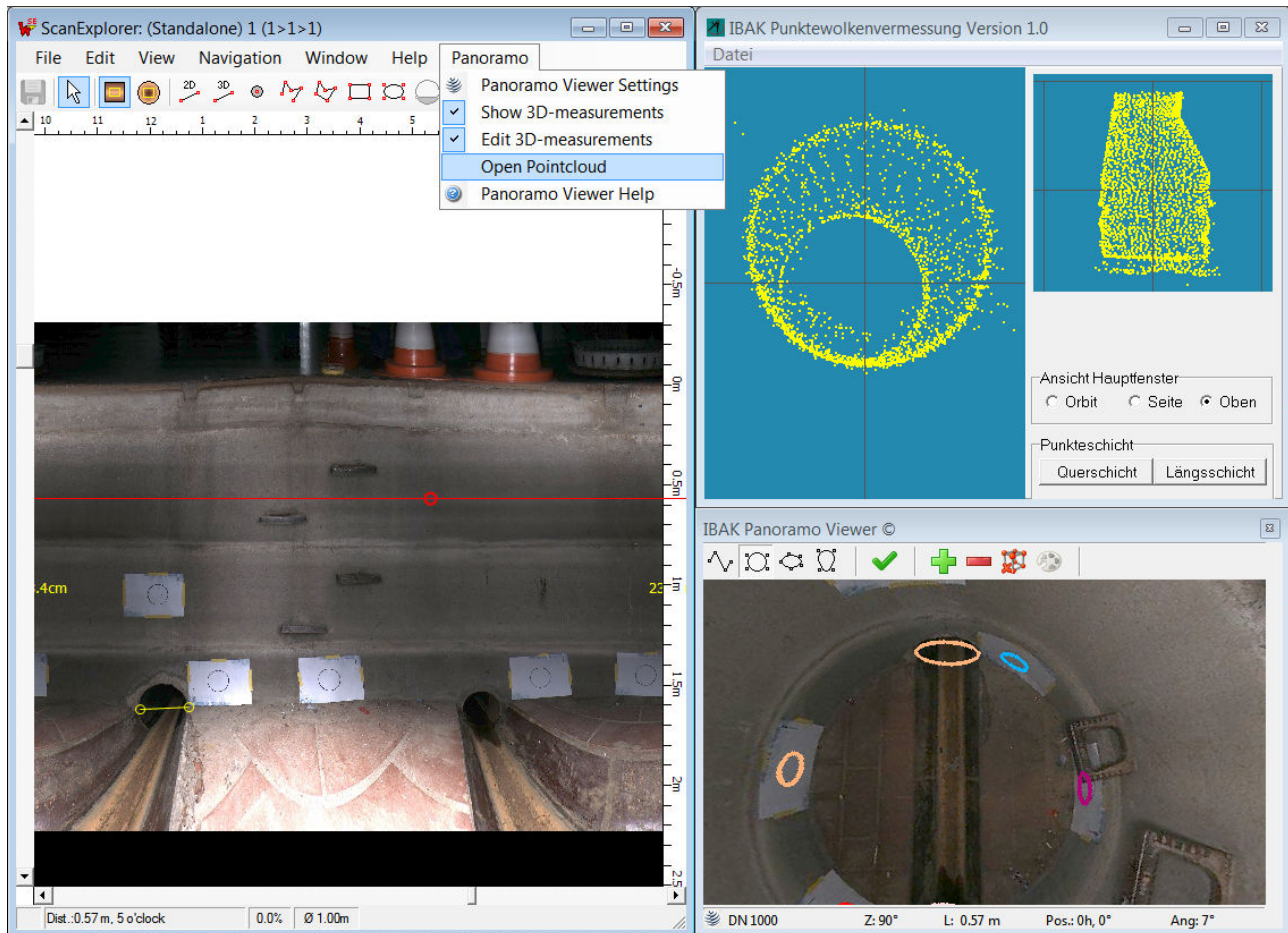 ScanExplorer: (Standalone) 1 (1>1>1)
File Edit View Navigation Window Help Panoramo
2D 3D
10 11 12 1 2 3 4 5
Panoramo Viewer Settings
Show 3D-measurements
Edit 3D-measurements
Open Pointcloud
Panoramo Viewer Help
-0.5m
0m
0.5m
1m
.4cm
23
1.5m
2m
2.5
Dist.:0.57 m, 5 o'clock 0.0% Ø 1.00m
IBAK Punktewolkenvermessung Version 1.0
Datei
Ansicht Hauptfenster
Orbit Seite Oben
Punkteschicht
Querschicht Längsschicht
IBAK Panoramo Viewer ©
DN 1000 Z: 90° L: 0.57 m Pos.: 0h, 0° Ang: 7°